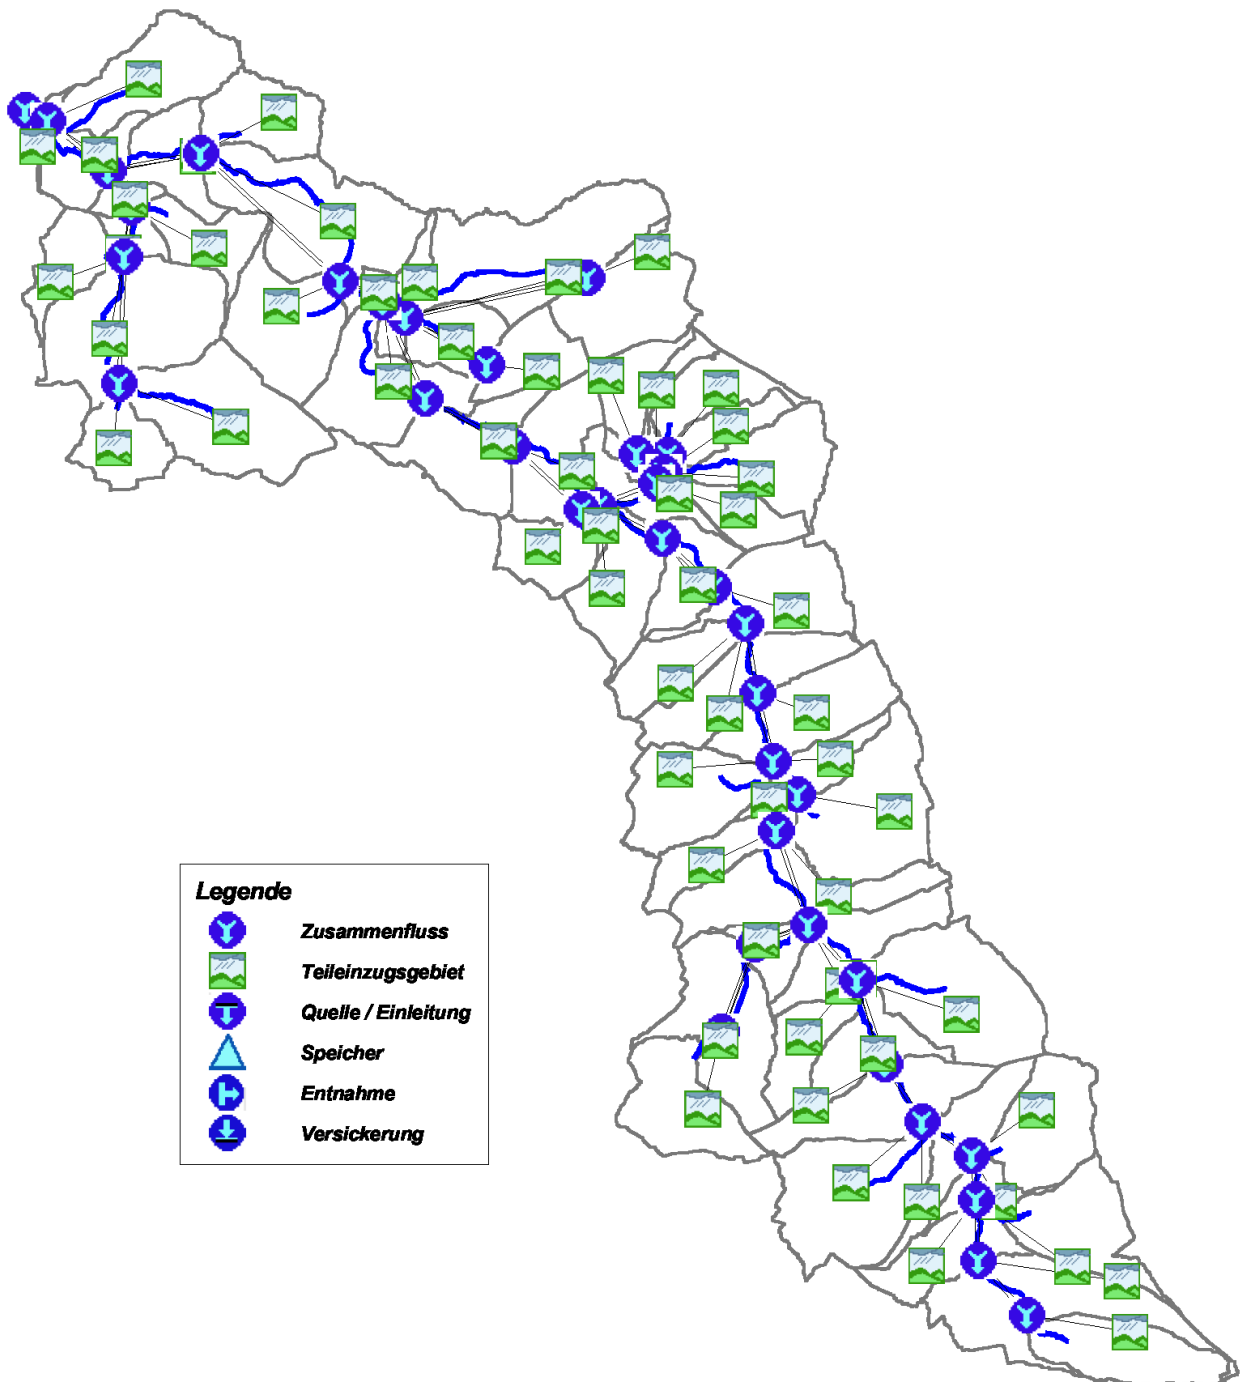 Legende
Zusammenfluss
Teileinzugsgebiet
Quelle / Einleitung
Speicher
Entnahme
Versickerung